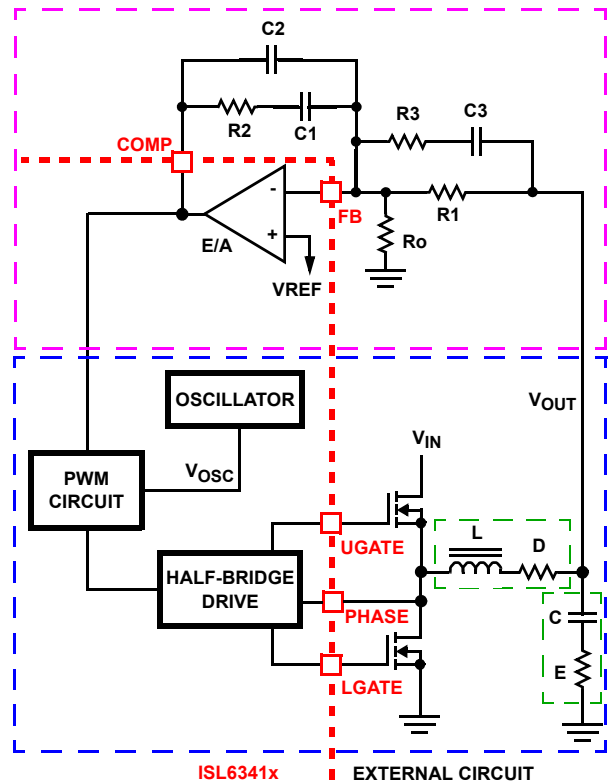 C2
R2
C1
R3
C3
COMP
-
+
E/A
FB
R1
Ro
VREF
OSCILLATOR
VOSC
PWM
CIRCUIT
VIN
VOUT
UGATE
L
D
HALF-BRIDGE
DRIVE
PHASE
C
E
LGATE
ISL6341x
EXTERNAL CIRCUIT